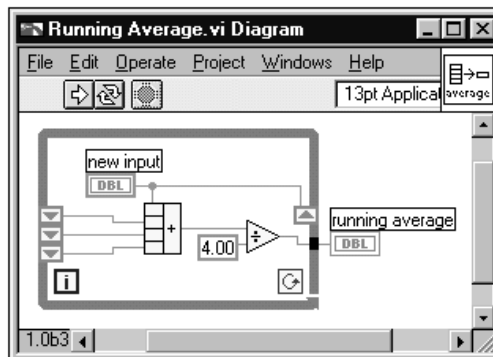 Running Average.vi Diagram
File Edit Operate Project Windows Help
13pt Applicat
average
new input
DBL
+
running average
4.00
÷
DBL
i
1.0b3